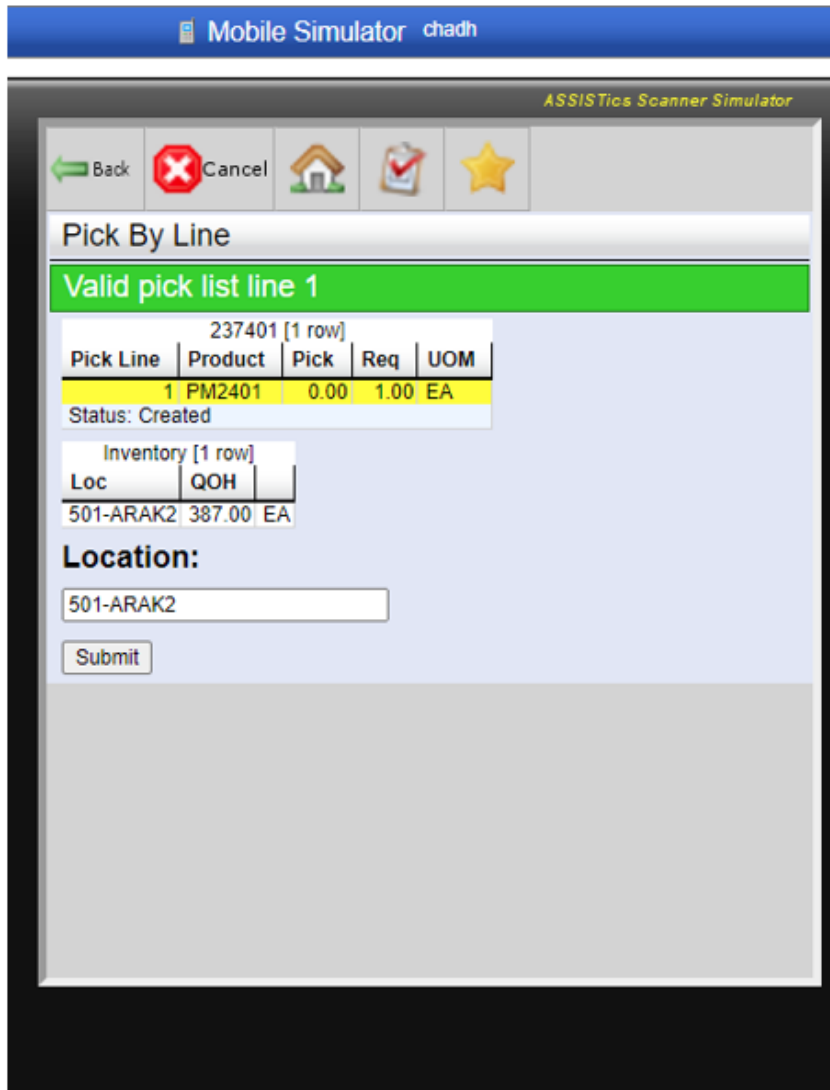 Mobile Simulator chadh
ASSISTics Scanner Simulator
Back Cancel
Pick By Line
Valid pick list line 1
237401 [1 row]
Pick Line Product Pick Req UOM
1 PM2401 0.00 1.00 EA
Status: Created
Inventory [1 row]
Loc QOH
501-ARAK2 387.00 EA
Location:
501-ARAK2
Submit